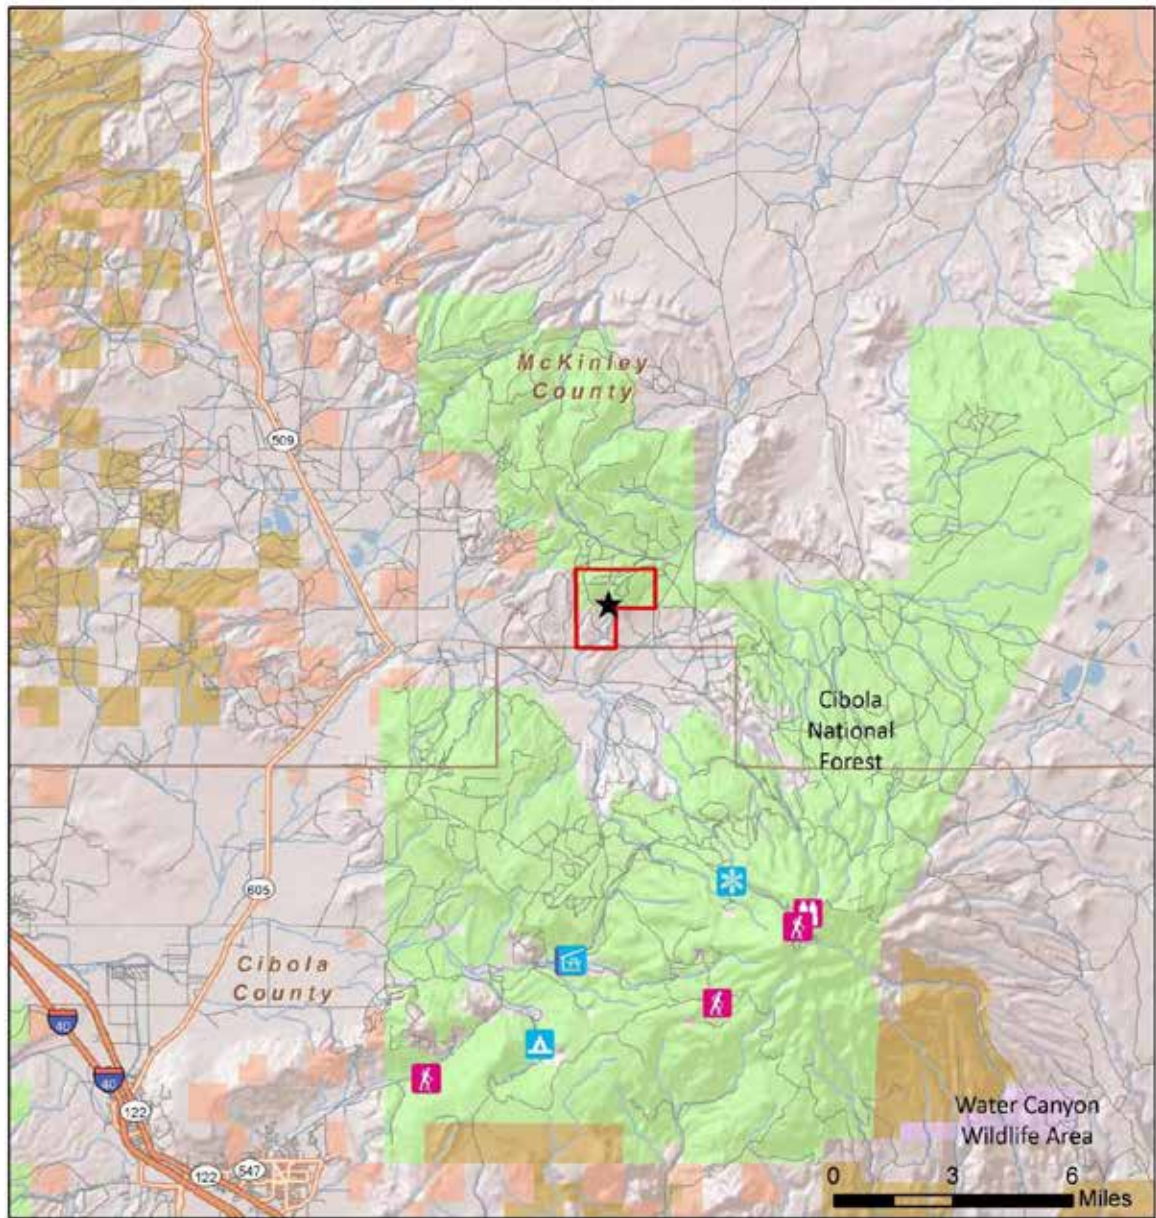 McKinley
County
509
Cibola
National
Forest
605
Cibola
County
40
40
122
Water Canyon
Wildlife Area
122
547
0 3 6
Miles